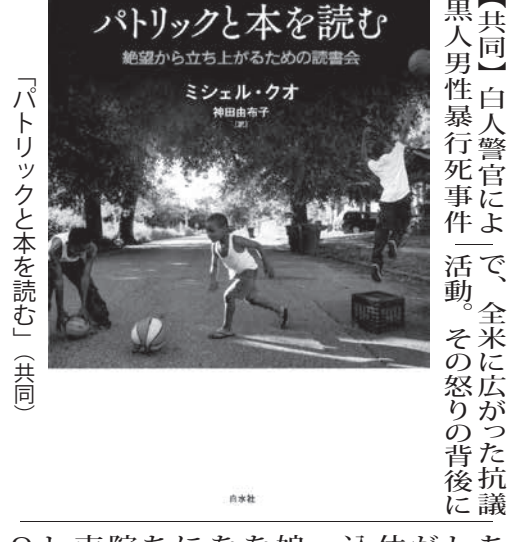 【共同】白人警官によ
黒人男性暴行死事件
で、全米に広がった抗議
活動。その怒りの背後に
パトリックと本を読む
絶望から立ち上がるための読書会
ミシェル・クオ
神田由布子
[訳]
白水社
「パトリックと本を読む」(共同)